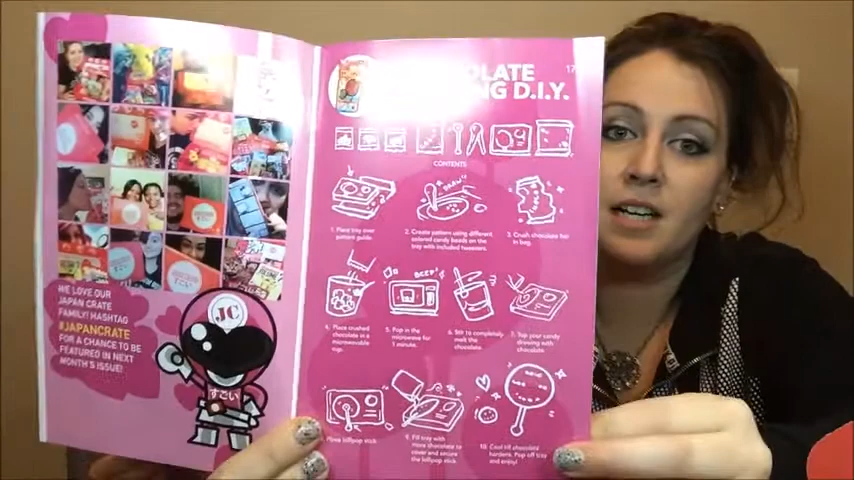 WE LOVE OUR
JAPAN CRATE
FAMILY! HASHTAG
#JAPANCRATE
FOR A CHANCE TO BE
FEATURED IN NEXT
MONTH'S ISSUE!
JC
すごい
17
D.I.Y.
CONTENTS
1. Place tray over
pattern guide.
DRAW
2. Create pattern using different
colored candy beads on the
tray with included tweezers.
3. Crush chocolate bar
in bag.
4. Place crushed
chocolate in a
microwaveable
cup.
BEEP!
5. Pop in the
microwave for
1 minute.
6. Stir to completely
melt the
chocolate.
7. Top your candy
drawing with
chocolate.
lollipop stick.
9. Fill tray with
more chocolate to
cover and secure
the lollipop stick.
10. Cool till chocolate
hardens. Pop off tray
and enjoy!